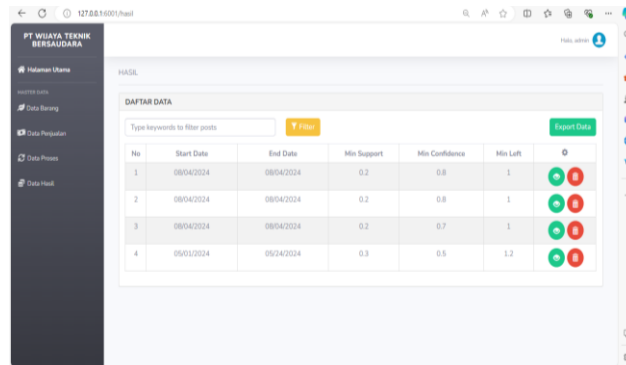 127.0.0.1:6001/hasil
PT WIJAYA TEKNIK
BERSAUDARA
Halo, admin
Halaman Utama
HASIL
MASTER DATA
Data Barang
Data Penjualan
Data Proses
Data Hasil
DAFTAR DATA
Type keywords to filter posts
Filter
Export Data
No Start Date End Date Min Support Min Confidence Min Left
1 08/04/2024 08/04/2024 0.2 0.8 1
2 08/04/2024 08/04/2024 0.2 0.8 1
3 08/04/2024 08/04/2024 0.2 0.7 1
4 05/01/2024 05/24/2024 0.3 0.5 1.2